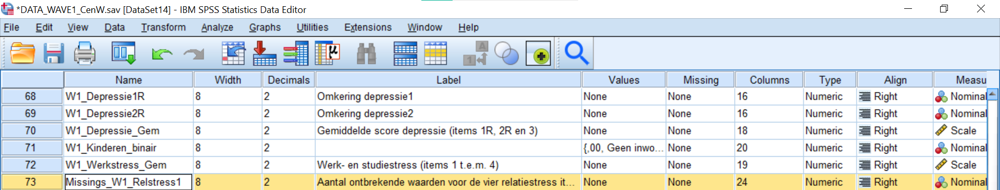 *DATA_WAVE1_CenW.sav [DataSet14] - IBM SPSS Statistics Data Editor
File Edit View Data Transform Analyze Graphs Utilities Extensions Window Help
Name Width Decimals Label Values Missing Columns Type Align Measu
68 W1_Depressie1R 8 2 Omkering depressie1 None None 16 Numeric Right Nominal
69 W1_Depressie2R 8 2 Omkering depressie2 None None 16 Numeric Right Nominal
70 W1_Depressie_Gem 8 2 Gemiddelde score depressie (items 1R, 2R en 3) None None 18 Numeric Right Scale
71 W1_Kinderen_binair 8 2 {,00, Geen inwo... None 20 Numeric Right Nominal
72 W1_Werkstress_Gem 8 2 Werk- en studiestress (items 1 t.e.m. 4) None None 19 Numeric Right Scale
73 Missings_W1_Relstress1 8 2 Aantal ontbrekende waarden voor de vier relatiestress it... None None 24 Numeric Right Nominal